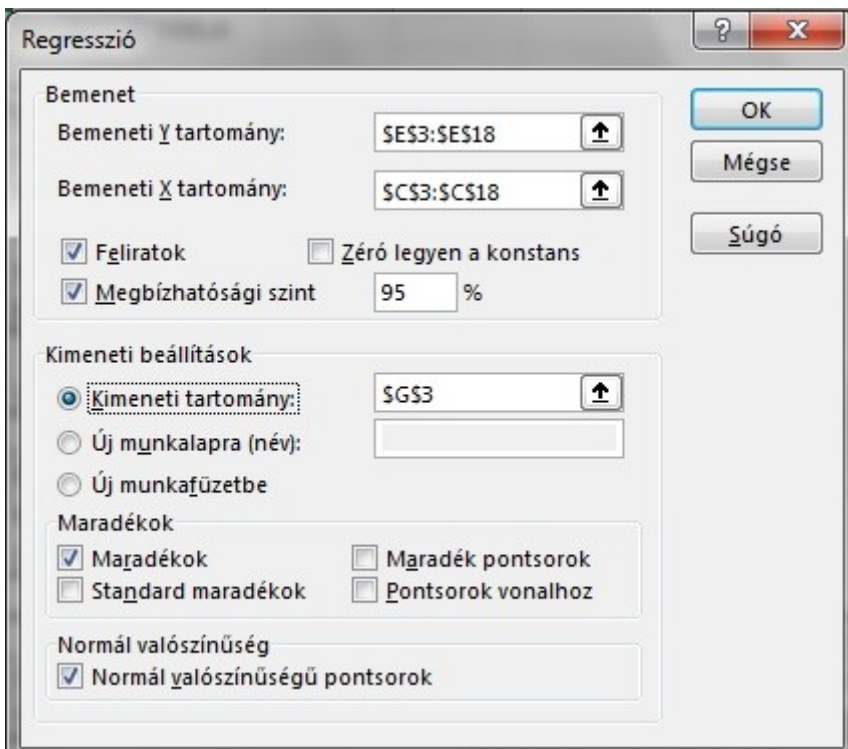 Regresszió
Bemenet
Bemeneti Y tartomány: $E$3:$E$18
Bemeneti X tartomány: $C$3:$C$18
Feliratok Zéró legyen a konstans
Megbízhatósági szint 95 %
OK
Mégse
Súgó
Kimeneti beállítások
Kimeneti tartomány: $G$3
Új munkalapra (név):
Új munkafüzetbe
Maradékok
Maradékok Maradék pontsorok
Standard maradékok Pontsorok vonalhoz
Normál valószínűség
Normál valószínűségű pontsorok